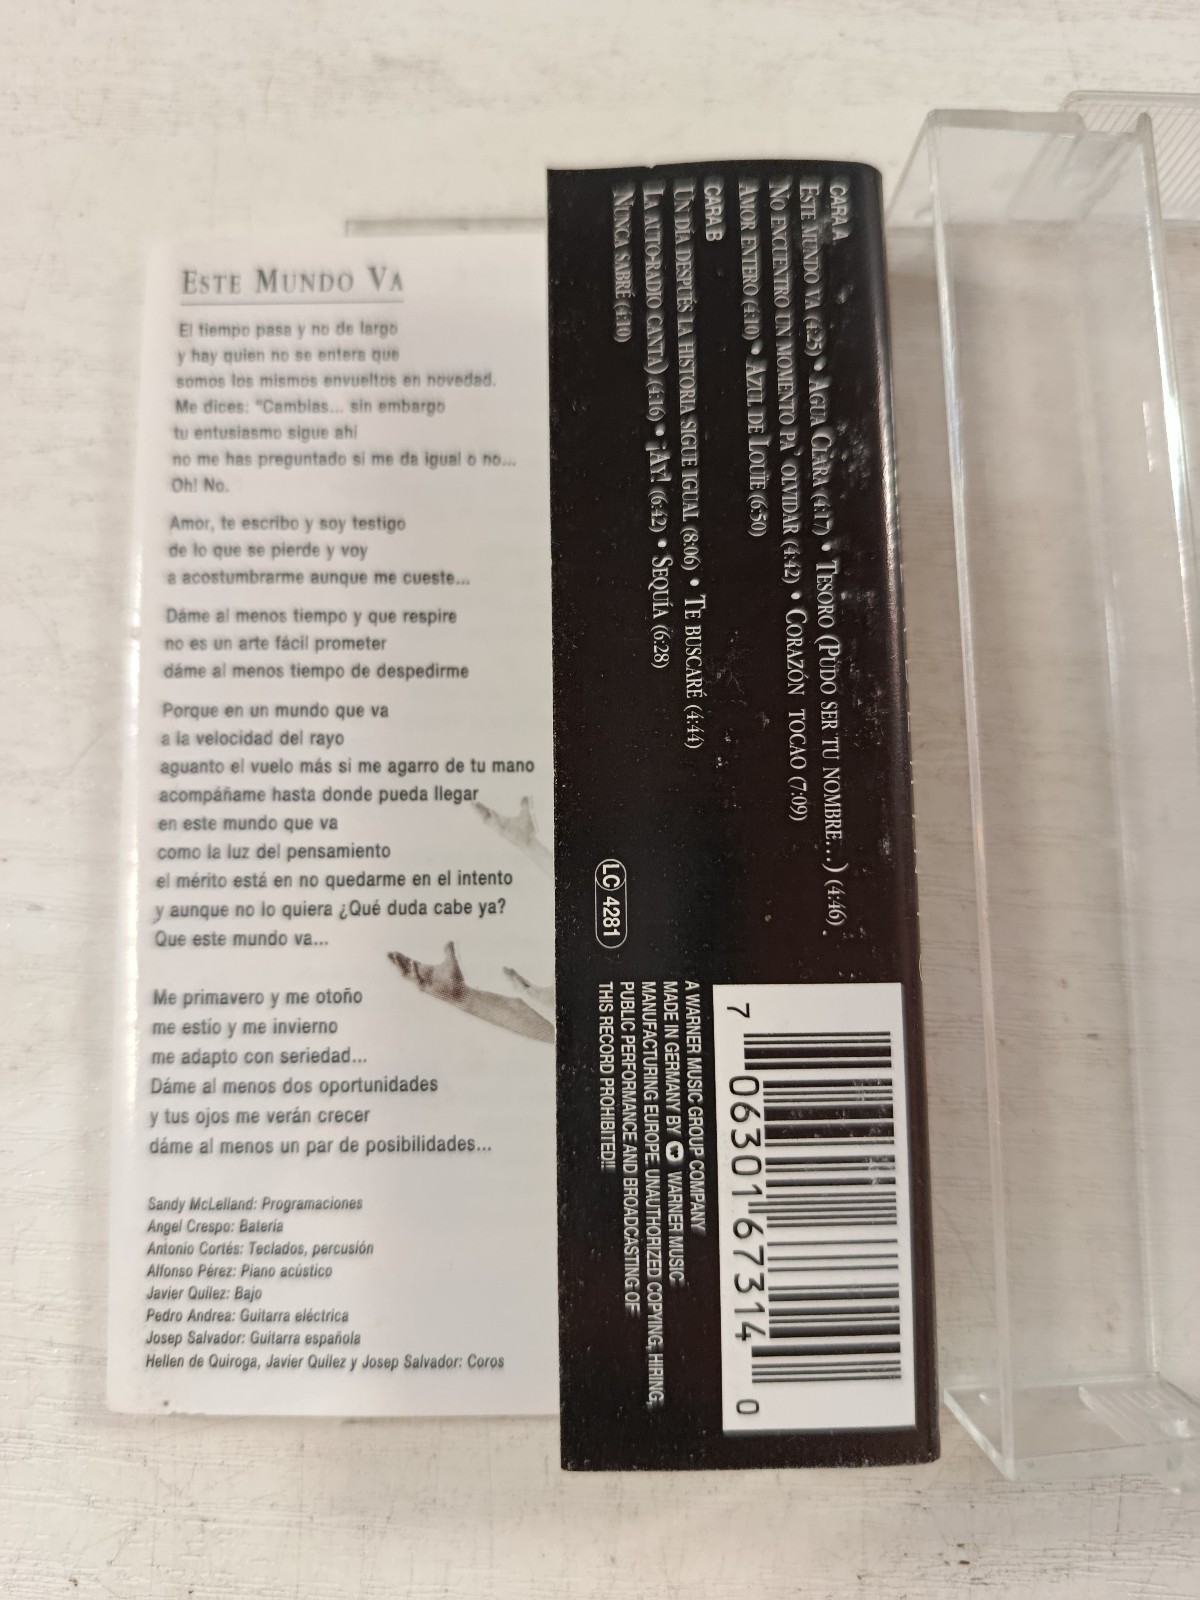 Este Mundo Va
El tiempo pasa y no de largo
y hay quien no se entera que
somos los mismos envueltos en novedad.
Me dices: "Cambias... sin embargo
tu entusiasmo sigue ahí
no me has preguntado si me da igual o no...
Oh! No.
Amor, te escribo y soy testigo
de lo que se pierde y voy
a acostumbrarme aunque me cueste...
Dáme al menos tiempo y que respire
no es un arte fácil prometer
dáme al menos tiempo de despedirme
Porque en un mundo que va
a la velocidad del rayo
aguanto el vuelo más si me agarro de tu mano
acompáñame hasta donde pueda llegar
en este mundo que va
como la luz del pensamiento
el mérito está en no quedarme en el intento
y aunque no lo quiera ¿Qué duda cabe ya?
Que este mundo va...
Me primavero y me otoño
me estío y me invierno
me adapto con seriedad...
Dáme al menos dos oportunidades
y tus ojos me verán crecer
dáme al menos un par de posibilidades...
Sandy McLelland: Programaciones
Angel Crespo: Batería
Antonio Cortés: Teclados, percusión
Alfonso Pérez: Piano acústico
Javier Quílez: Bajo
Pedro Andrea: Guitarra eléctrica
Josep Salvador: Guitarra española
Hellen de Quiroga, Javier Quílez y Josep Salvador: Coros
CARA A
Este mundo va (4:25) • Agua Clara (4:17) • Tesoro (Pudo ser tu nombre...) (4:46) .
No encuentro un momento pa' olvidar (4:42) • Corazón tocao (7:09)
Amor entero (4:10) • Azul de Louïe (6:50)
CARA B
Un día después la historia sigue igual (8:06) • Te buscaré (4:44)
La auto-radio canta) (4:16) • ¡Ay! (6:42) • Sequía (6:28)
Nunca sabré (4:10)
LC 4281
A WARNER MUSIC GROUP COMPANY
MADE IN GERMANY BY WARNER MUSIC
MANUFACTURING EUROPE. UNAUTHORIZED COPYING, HIRING,
PUBLIC PERFORMANCE AND BROADCASTING OF
THIS RECORD PROHIBITED!!
7 06301 67314 0